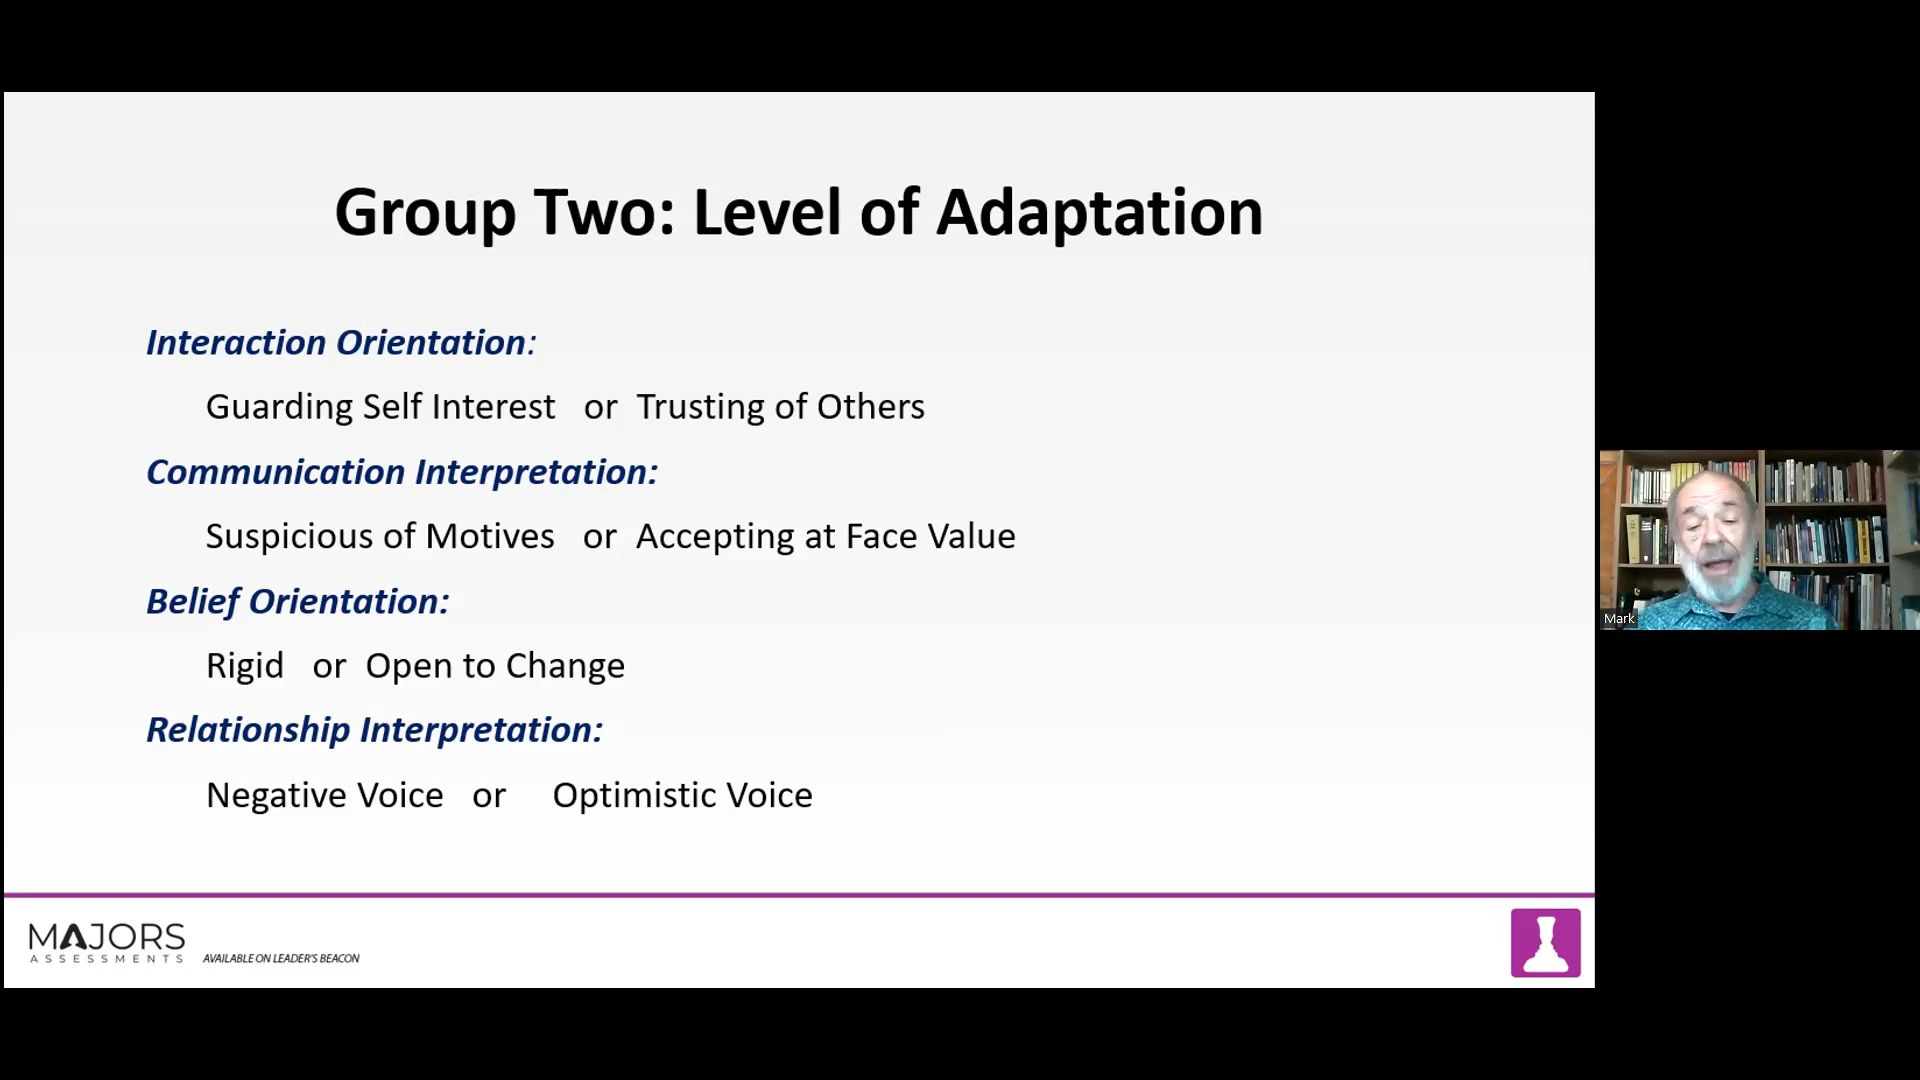 Group Two: Level of Adaptation
Interaction Orientation:
Guarding Self Interest or Trusting of Others
Communication Interpretation:
Suspicious of Motives or Accepting at Face Value
Belief Orientation:
Rigid or Open to Change
Relationship Interpretation:
Negative Voice or Optimistic Voice
MAJORS
ASSESSMENTS
AVAILABLE ON LEADER'S BEACON
Mark